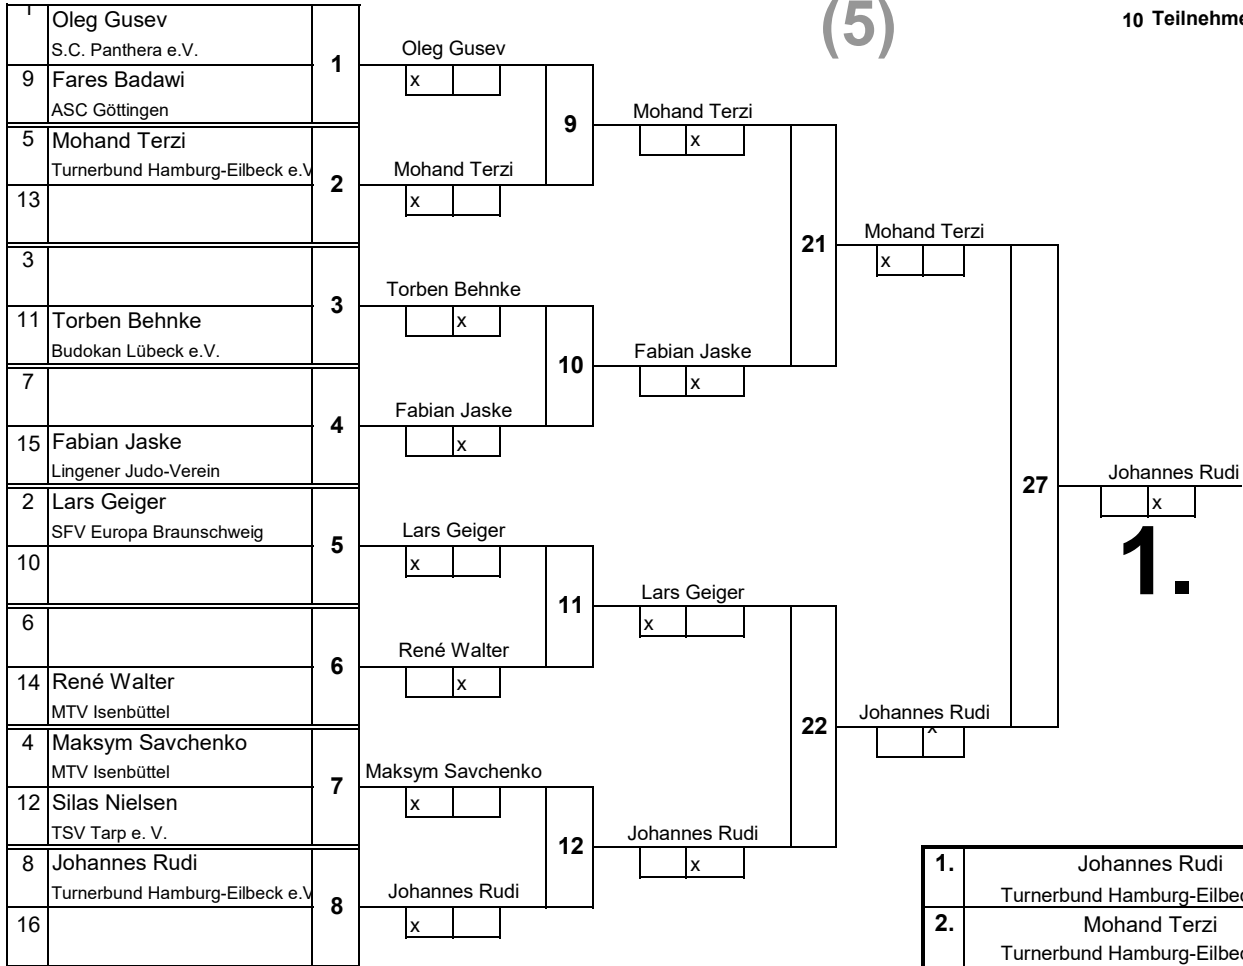 (5)
10 Teilnehme
1 Oleg Gusev
S.C. Panthera e.V.
9 Fares Badawi
ASC Göttingen
1
5 Mohand Terzi
Turnerbund Hamburg-Eilbeck e.V
13
2
3
11 Torben Behnke
Budokan Lübeck e.V.
3
7
15 Fabian Jaske
Lingener Judo-Verein
4
2 Lars Geiger
SFV Europa Braunschweig
10
5
6
14 René Walter
MTV Isenbüttel
6
4 Maksym Savchenko
MTV Isenbüttel
12 Silas Nielsen
TSV Tarp e. V.
7
8 Johannes Rudi
Turnerbund Hamburg-Eilbeck e.V
16
8
Oleg Gusev
x
Mohand Terzi
x
9
Torben Behnke
x
Fabian Jaske
x
10
Lars Geiger
x
René Walter
x
11
Maksym Savchenko
x
Johannes Rudi
x
12
Mohand Terzi
x
Fabian Jaske
x
21
Lars Geiger
x
Johannes Rudi
x
22
Mohand Terzi
x
Johannes Rudi
x
27
Johannes Rudi
x
1.
1. Johannes Rudi
Turnerbund Hamburg-Eilbe
2. Mohand Terzi
Turnerbund Hamburg-Eilbe